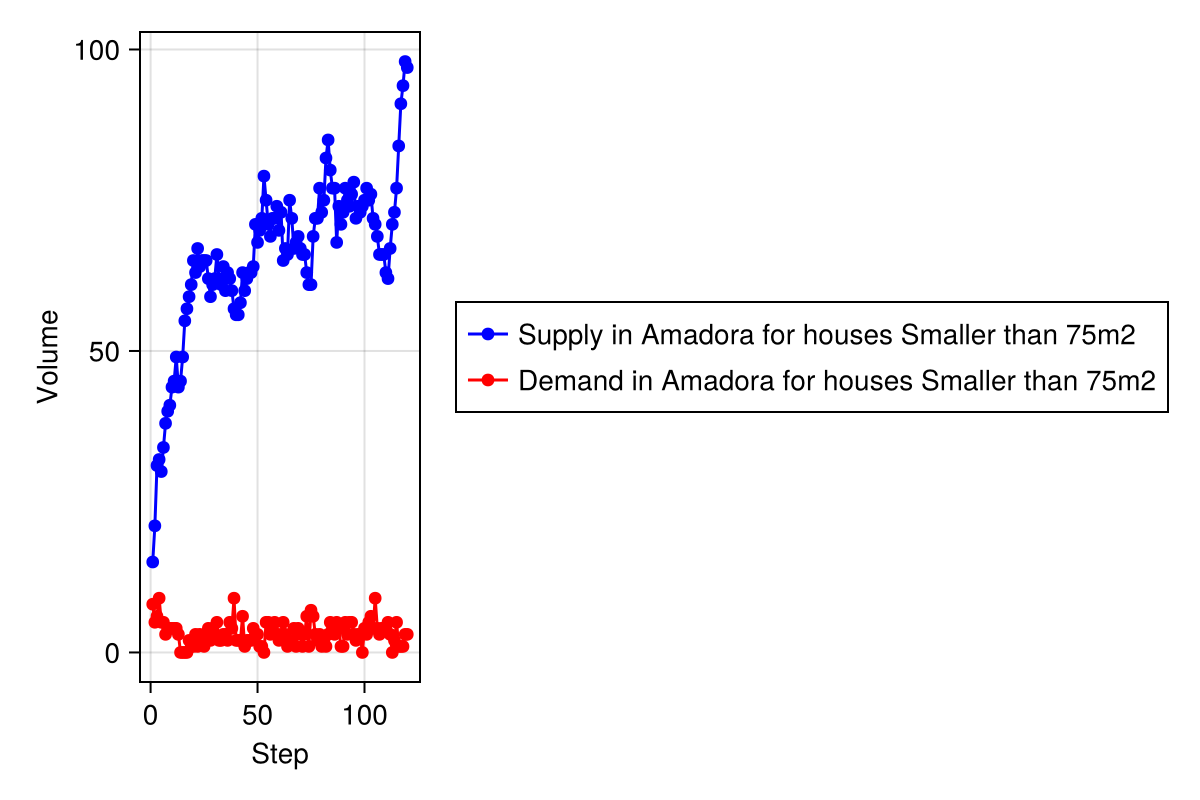 100
50
0
Volume
0 50 100
Step
Supply in Amadora for houses Smaller than 75m2
Demand in Amadora for houses Smaller than 75m2